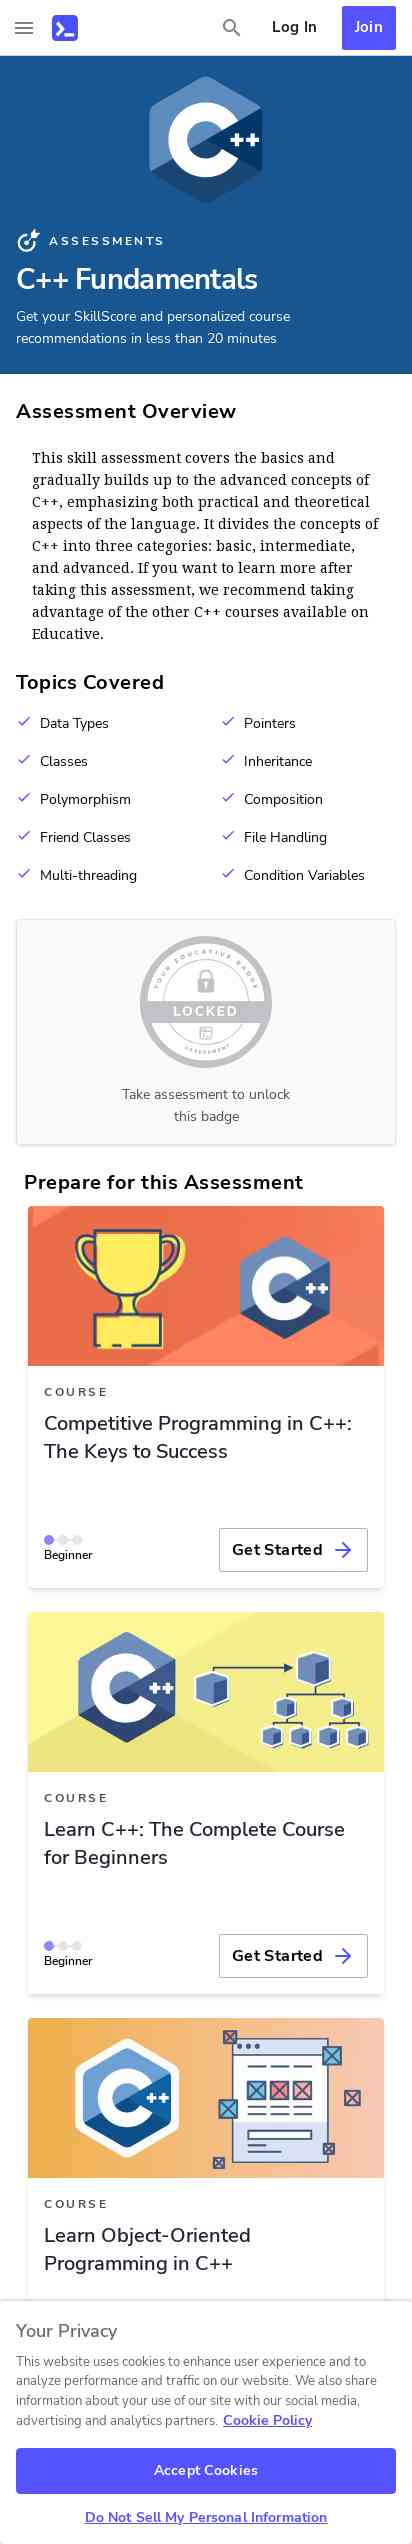 Log In
Join
C++
ASSESSMENTS
C++ Fundamentals
Get your SkillScore and personalized course
recommendations in less than 20 minutes
Assessment Overview
This skill assessment covers the basics and
gradually builds up to the advanced concepts of
C++, emphasizing both practical and theoretical
aspects of the language. It divides the concepts of
C++ into three categories: basic, intermediate,
and advanced. If you want to learn more after
taking this assessment, we recommend taking
advantage of the other C++ courses available on
Educative.
Topics Covered
Data Types
Pointers
Classes
Inheritance
Polymorphism
Composition
Friend Classes
File Handling
Multi-threading
Condition Variables
YOUR EDUCATIVE BADGE
LOCKED
ASSESSMENT
Take assessment to unlock
this badge
Prepare for this Assessment
C++
COURSE
Competitive Programming in C++:
The Keys to Success
Beginner
Get Started
C++
COURSE
Learn C++: The Complete Course
for Beginners
Beginner
Get Started
C++
COURSE
Learn Object-Oriented
Programming in C++
Your Privacy
This website uses cookies to enhance user experience and to
analyze performance and traffic on our website. We also share
information about your use of our site with our social media,
advertising and analytics partners. Cookie Policy
Accept Cookies
Do Not Sell My Personal Information